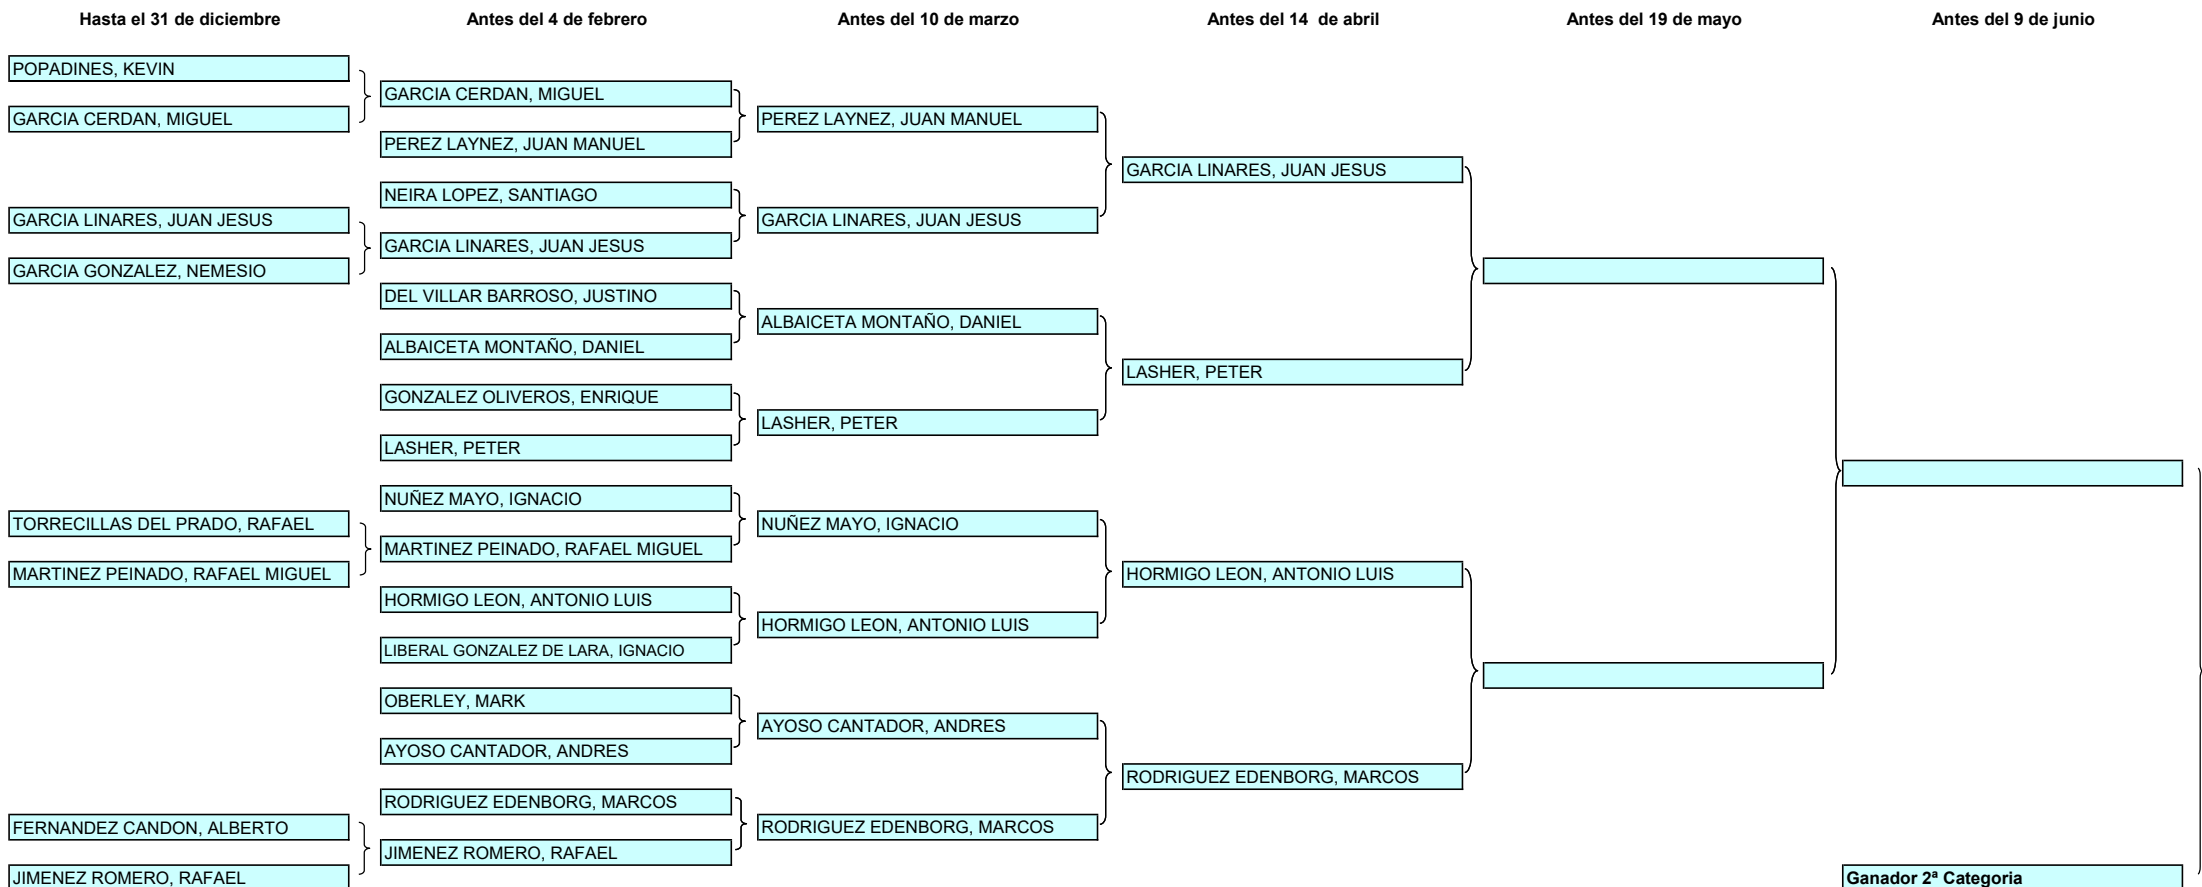 Hasta el 31 de diciembre
Antes del 4 de febrero
Antes del 10 de marzo
Antes del 14  de abril
Antes del 19 de mayo
Antes del 9 de junio
POPADINES, KEVIN
GARCIA CERDAN, MIGUEL
GARCIA LINARES, JUAN JESUS
GARCIA GONZALEZ, NEMESIO
TORRECILLAS DEL PRADO, RAFAEL
MARTINEZ PEINADO, RAFAEL MIGUEL
FERNANDEZ CANDON, ALBERTO
JIMENEZ ROMERO, RAFAEL
GARCIA CERDAN, MIGUEL
PEREZ LAYNEZ, JUAN MANUEL
NEIRA LOPEZ, SANTIAGO
GARCIA LINARES, JUAN JESUS
DEL VILLAR BARROSO, JUSTINO
ALBAICETA MONTAÑO, DANIEL
GONZALEZ OLIVEROS, ENRIQUE
LASHER, PETER
NUÑEZ MAYO, IGNACIO
MARTINEZ PEINADO, RAFAEL MIGUEL
HORMIGO LEON, ANTONIO LUIS
LIBERAL GONZALEZ DE LARA, IGNACIO
OBERLEY, MARK
AYOSO CANTADOR, ANDRES
RODRIGUEZ EDENBORG, MARCOS
JIMENEZ ROMERO, RAFAEL
PEREZ LAYNEZ, JUAN MANUEL
GARCIA LINARES, JUAN JESUS
ALBAICETA MONTAÑO, DANIEL
LASHER, PETER
NUÑEZ MAYO, IGNACIO
HORMIGO LEON, ANTONIO LUIS
AYOSO CANTADOR, ANDRES
RODRIGUEZ EDENBORG, MARCOS
GARCIA LINARES, JUAN JESUS
LASHER, PETER
HORMIGO LEON, ANTONIO LUIS
RODRIGUEZ EDENBORG, MARCOS
Ganador 2ª Categoria